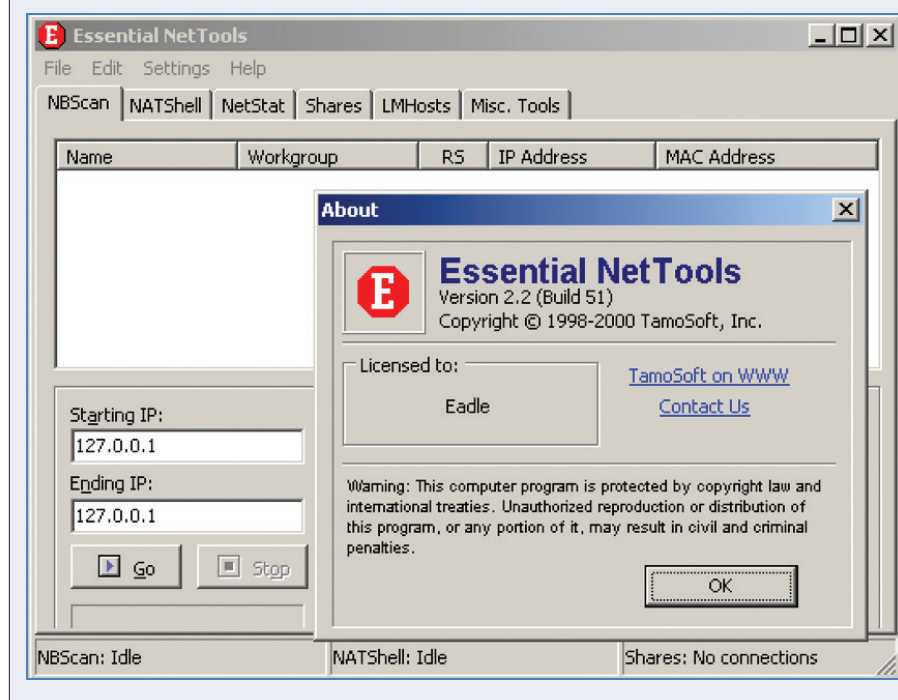 E Essential NetTools
File Edit Settings Help
NBScan NATShell NetStat Shares LMHosts Misc. Tools
Name Workgroup RS IP Address MAC Address
About
E
Essential NetTools
Version 2.2 (Build 51)
Copyright © 1998-2000 TamoSoft, Inc.
Licensed to:
Eadle
TamoSoft on WWW
Contact Us
Warning: This computer program is protected by copyright law and
international treaties. Unauthorized reproduction or distribution of
this program, or any portion of it, may result in civil and criminal
penalties.
OK
Starting IP:
127.0.0.1
Ending IP:
127.0.0.1
Go Stop
NBScan: Idle NATShell: Idle Shares: No connections